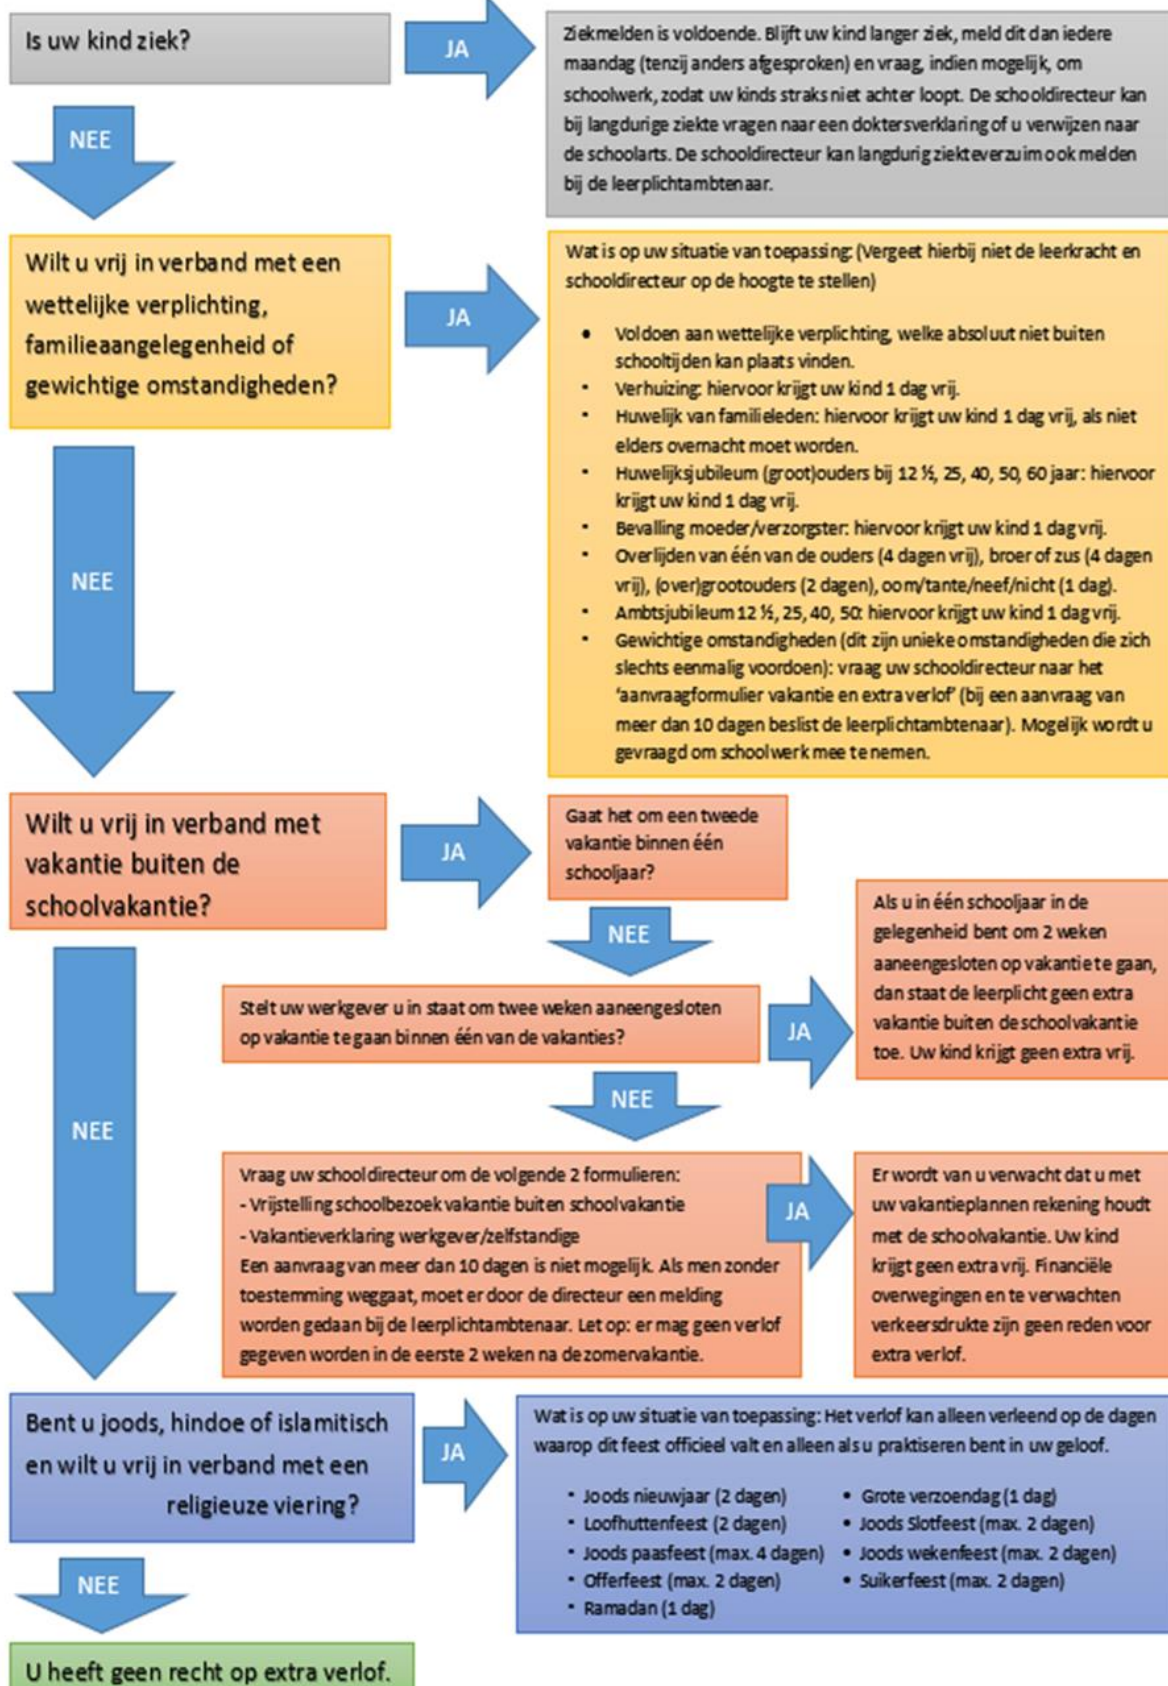 Is uw kind ziek?
JA
Ziekmelden is voldoende. Blijft uw kind langer ziek, meld dit dan iedere
maandag (tenzij anders afgesproken) en vraag, indien mogelijk, om
schoolwerk, zodat uw kinds straks niet achter loopt. De schooldirecteur kan
bij langdurige ziekte vragen naar een doktersverklaring of u verwijzen naar
de schoolarts. De schooldirecteur kan langdurig ziekteverzuim ook melden
bij de leerplichtambtenaar.
NEE
Wilt u vrij in verband met een
wettelijke verplichting,
familieaangelegenheid of
gewichtige omstandigheden?
JA
Wat is op uw situatie van toepassing: (Vergeet hierbij niet de leerkracht en
schooldirecteur op de hoogte te stellen)
• Voldoen aan wettelijke verplichting, welke absoluut niet buiten
schooltijden kan plaats vinden.
• Verhuizing: hiervoor krijgt uw kind 1 dag vrij.
• Huwelijk van familieleden: hiervoor krijgt uw kind 1 dag vrij, als niet
elders overnacht moet worden.
• Huwelijksjubileum (groot)ouders bij 12 ½, 25, 40, 50, 60 jaar: hiervoor
krijgt uw kind 1 dag vrij.
• Bevalling moeder/verzorgster: hiervoor krijgt uw kind 1 dag vrij.
• Overlijden van één van de ouders (4 dagen vrij), broer of zus (4 dagen
vrij), (over)grootouders (2 dagen), oom/tante/neef/nicht (1 dag).
• Ambtsjubileum 12 ½, 25, 40, 50: hiervoor krijgt uw kind 1 dag vrij.
• Gewichtige omstandigheden (dit zijn unieke omstandigheden die zich
slechts eenmalig voordoen): vraag uw schooldirecteur naar het
‘aanvraagformulier vakantie en extra verlof’ (bij een aanvraag van
meer dan 10 dagen beslist de leerplichtambtenaar). Mogelijk wordt u
gevraagd om schoolwerk mee te nemen.
NEE
Wilt u vrij in verband met
vakantie buiten de
schoolvakantie?
JA
Gaat het om een tweede
vakantie binnen één
schooljaar?
NEE
Stelt uw werkgever u in staat om twee weken aaneengesloten
op vakantie te gaan binnen één van de vakanties?
JA
Als u in één schooljaar in de
gelegenheid bent om 2 weken
aaneengesloten op vakantie te gaan,
dan staat de leerplicht geen extra
vakantie buiten de schoolvakantie
toe. Uw kind krijgt geen extra vrij.
NEE
Vraag uw schooldirecteur om de volgende 2 formulieren:
- Vrijstelling schoolbezoek vakantie buiten schoolvakantie
- Vakantieverklaring werkgever/zelfstandige
Een aanvraag van meer dan 10 dagen is niet mogelijk. Als men zonder
toestemming weggaat, moet er door de directeur een melding
worden gedaan bij de leerplichtambtenaar. Let op: er mag geen verlof
gegeven worden in de eerste 2 weken na de zomervakantie.
JA
Er wordt van u verwacht dat u met
uw vakantieplannen rekening houdt
met de schoolvakantie. Uw kind
krijgt geen extra vrij. Financiële
overwegingen en te verwachten
verkeersdrukte zijn geen reden voor
extra verlof.
NEE
Bent u joods, hindoe of islamitisch
en wilt u vrij in verband met een
religieuze viering?
JA
Wat is op uw situatie van toepassing: Het verlof kan alleen verleend op de dagen
waarop dit feest officieel valt en alleen als u praktiseren bent in uw geloof.
• Joods nieuwjaar (2 dagen)
• Loofhuttenfeest (2 dagen)
• Joods paasfeest (max. 4 dagen)
• Offerfeest (max. 2 dagen)
• Ramadan (1 dag)
• Grote verzoendag (1 dag)
• Joods Slotfeest (max. 2 dagen)
• Joods wekenfeest (max. 2 dagen)
• Suikerfeest (max. 2 dagen)
NEE
U heeft geen recht op extra verlof.